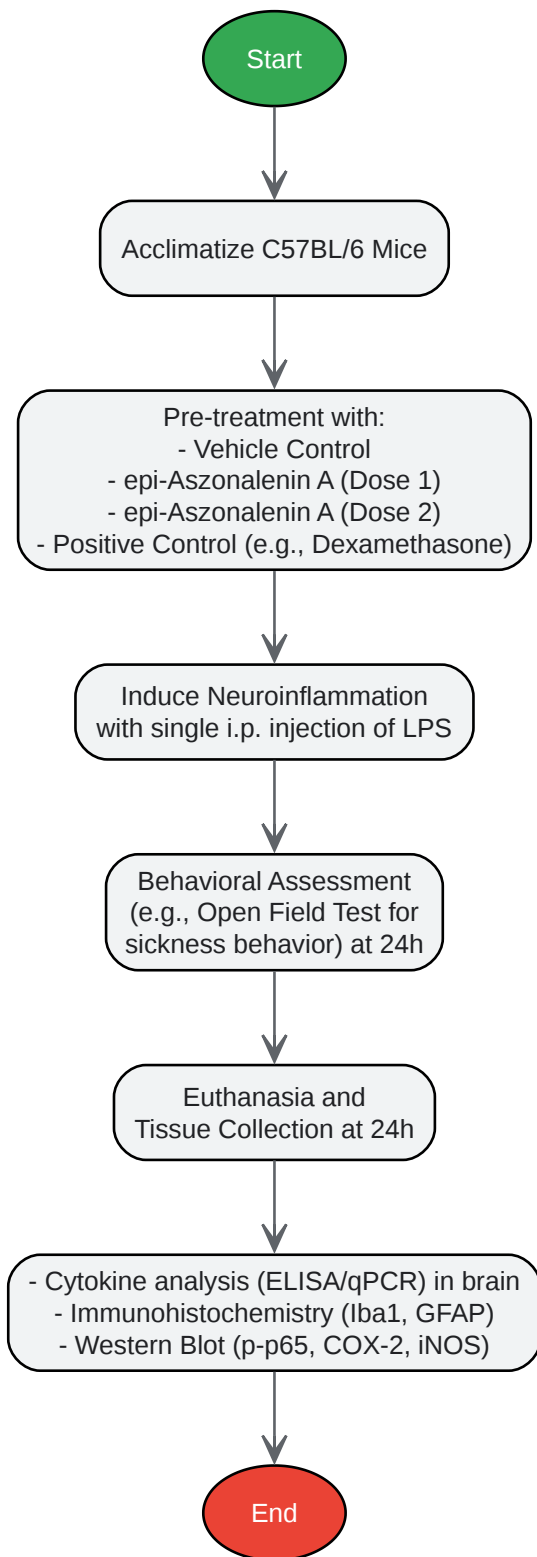 Start
Acclimatize C57BL/6 Mice
Pre-treatment with:
- Vehicle Control
- epi-Aszonalenin A (Dose 1)
- epi-Aszonalenin A (Dose 2)
- Positive Control (e.g., Dexamethasone)
Induce Neuroinflammation
with single i.p. injection of LPS
Behavioral Assessment
(e.g., Open Field Test for
sickness behavior) at 24h
Euthanasia and
Tissue Collection at 24h
- Cytokine analysis (ELISA/qPCR) in brain
- Immunohistochemistry (Iba1, GFAP)
- Western Blot (p-p65, COX-2, iNOS)
End